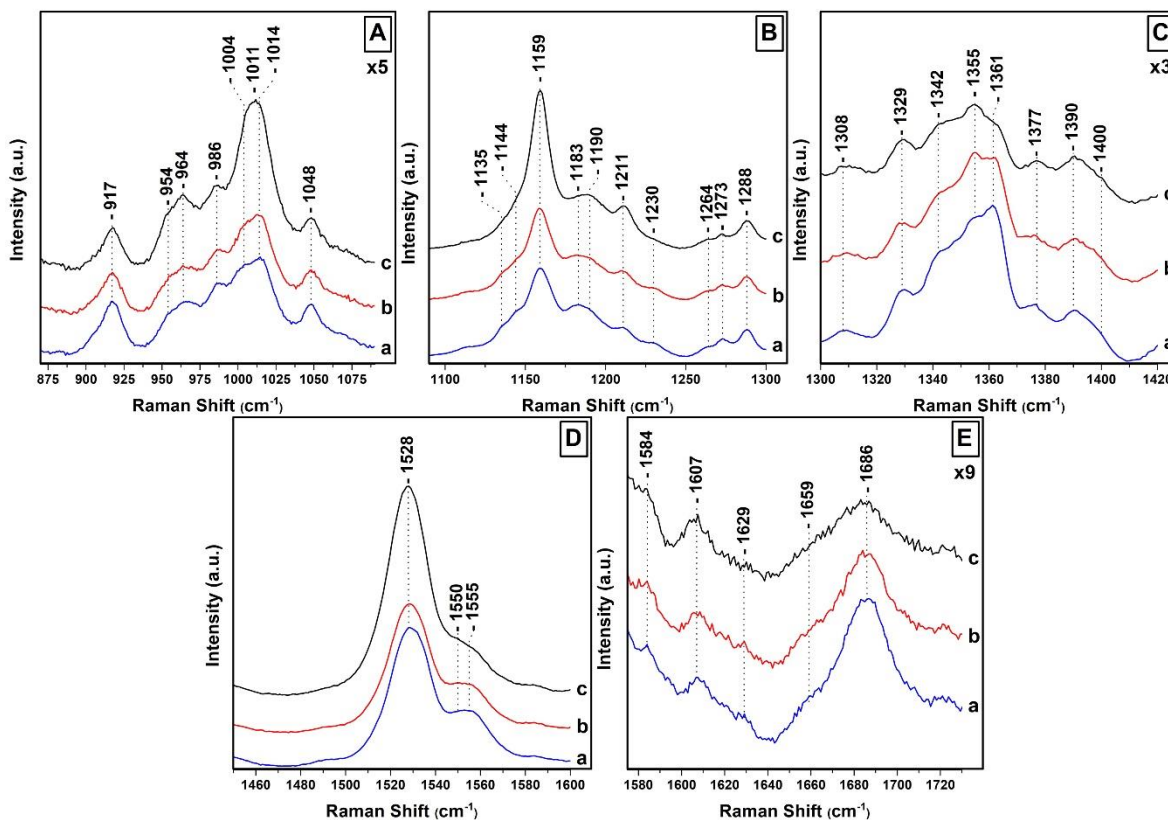 A
x5
1004
1011
1014
917
954
964
986
1048
c
b
a
Intensity (a.u.)
875 900 925 950 975 1000 1025 1050 1075
Raman Shift (cm⁻¹)
B
1135
1144
1159
1183
1190
1211
1230
1264
1273
1288
c
b
a
Intensity (a.u.)
1100 1150 1200 1250 1300
Raman Shift (cm⁻¹)
C
x3
1308
1329
1342
1355
1361
1377
1390
1400
c
b
a
Intensity (a.u.)
1300 1320 1340 1360 1380 1400 1420
Raman Shift (cm⁻¹)
D
1528
1550
1555
c
b
a
Intensity (a.u.)
1460 1480 1500 1520 1540 1560 1580 1600
Raman Shift (cm⁻¹)
E
x9
1584
1607
1629
1659
1686
c
b
a
Intensity (a.u.)
1580 1600 1620 1640 1660 1680 1700 1720
Raman Shift (cm⁻¹)